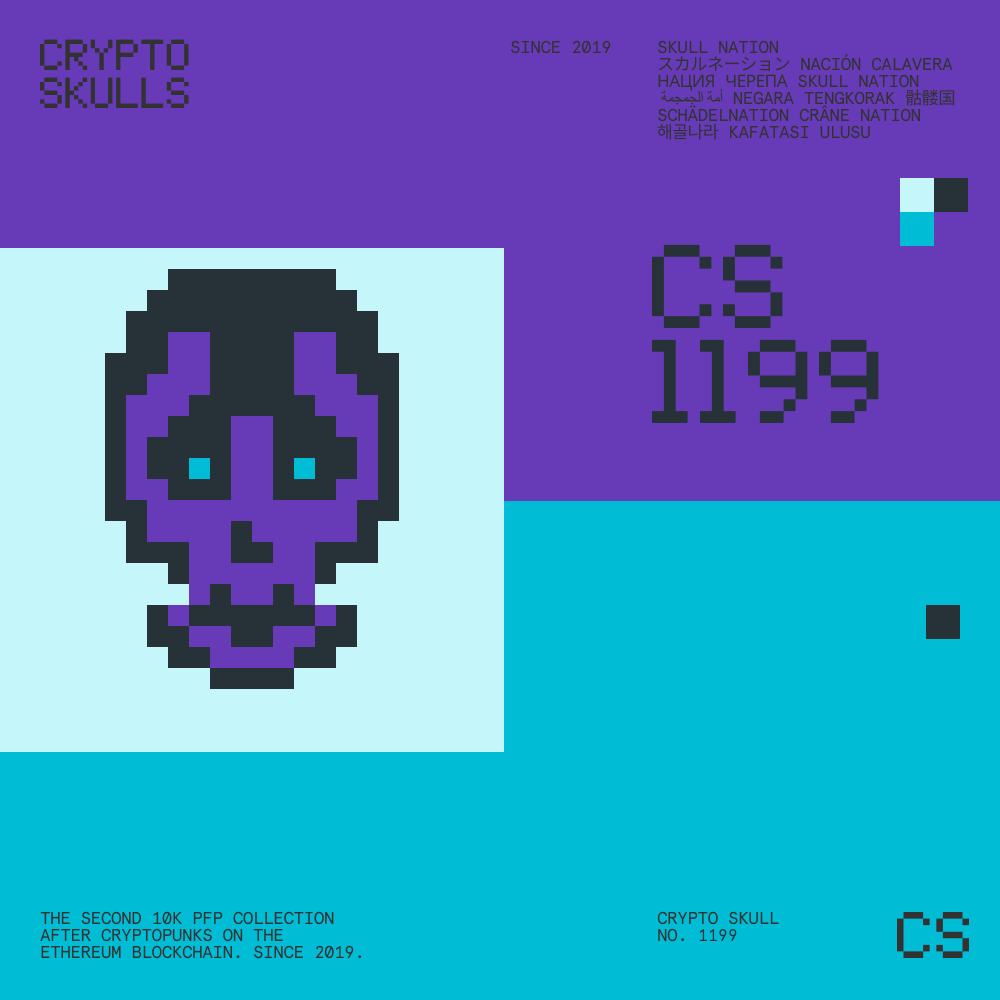 CRYPTO
SKULLS
SINCE 2019
SKULL NATION
スカルネーション NACIÓN CALAVERA
НАЦИЯ ЧЕРЕПА SKULL NATION
أمة الجمجمة NEGARA TENGKORAK 骷髅国
SCHÄDELNATION CRÂNE NATION
해골나라 KAFATASI ULUSU
CS
1199
THE SECOND 10K PFP COLLECTION
AFTER CRYPTOPUNKS ON THE
ETHEREUM BLOCKCHAIN. SINCE 2019.
CRYPTO SKULL
NO. 1199
CS